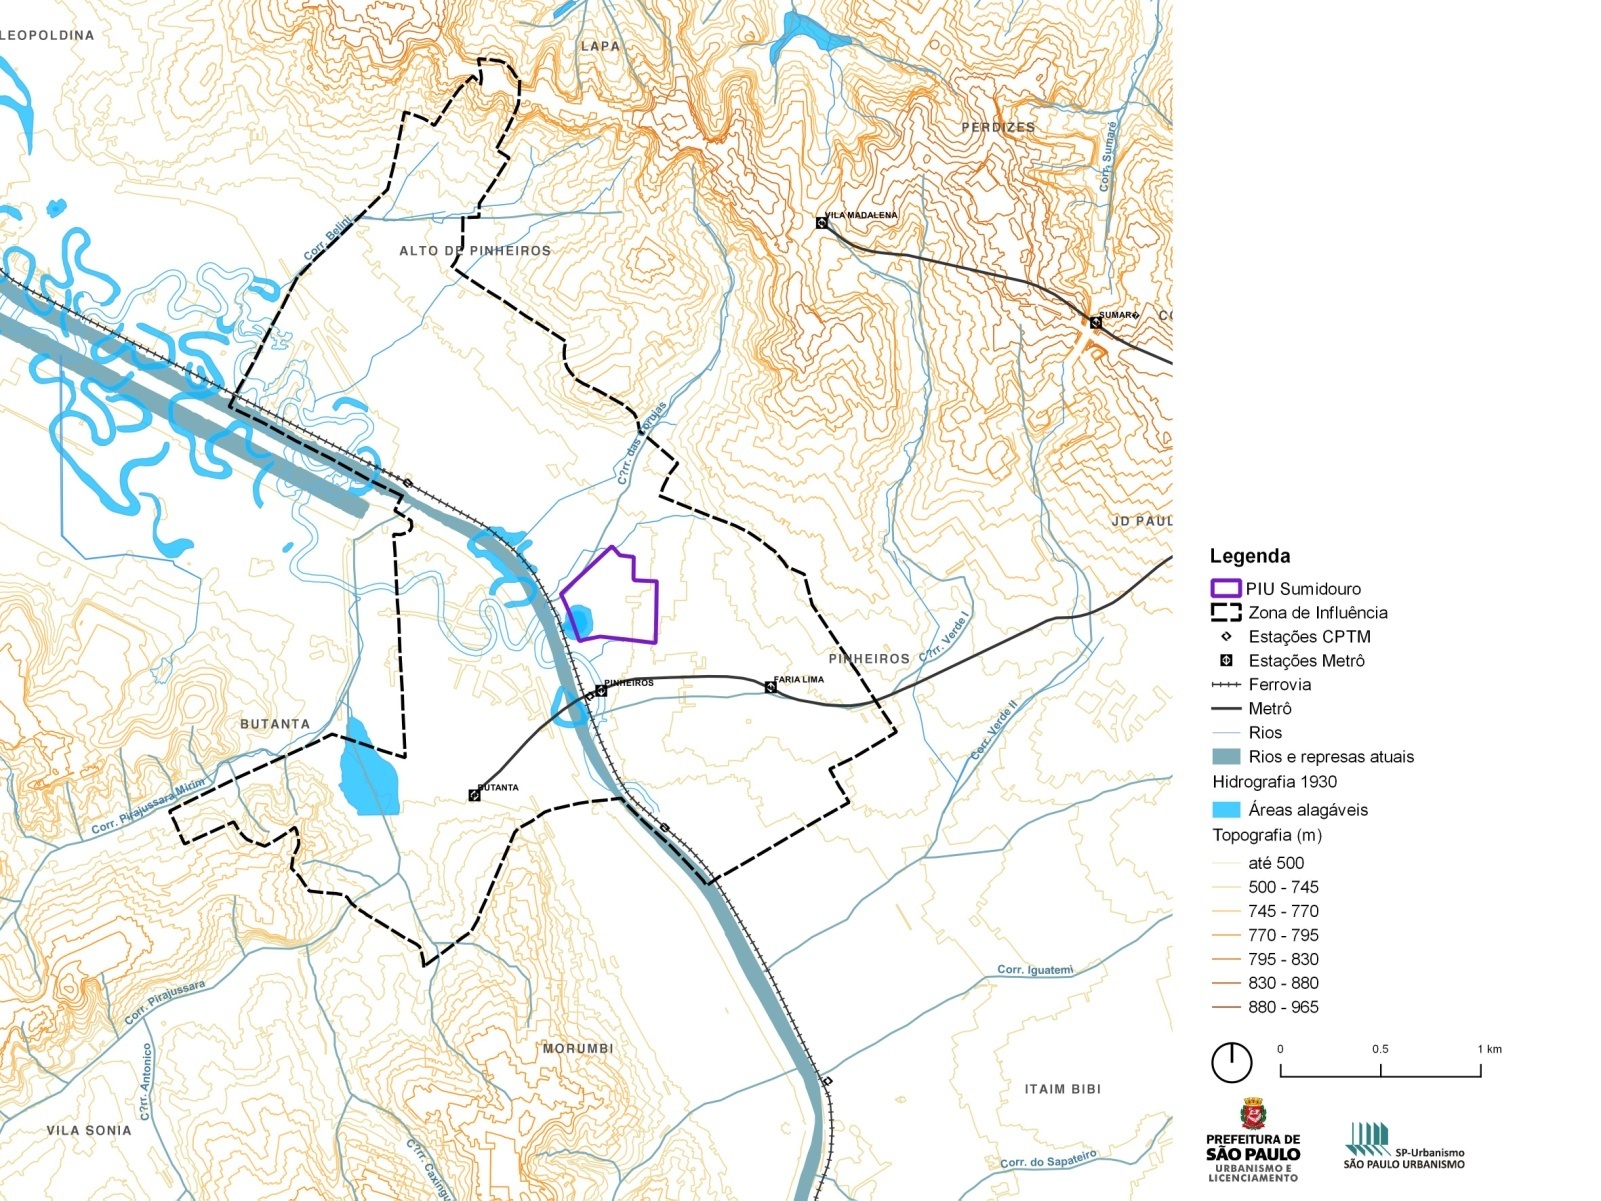 LEOPOLDINA
LAPA
PERDIZES
Corr. Sumaré
VILA MADALENA
Corr. Belini
ALTO DE PINHEIROS
SUMAR�
CO
C?rr. das Corujas
JD PAUL
C?rr. Verde I
PINHEIROS
PINHEIROS
FARIA LIMA
BUTANTA
Corr. Verde II
BUTANTA
Corr. Pirajussara Mirim
Corr. Pirajussara
Corr. Iguatemi
C?rr. Antonico
MORUMBI
ITAIM BIBI
VILA SONIA
C?rr. Caxingu
Corr. do Sapateiro
Legenda
PIU Sumidouro
Zona de Influência
Estações CPTM
Estações Metrô
Ferrovia
Metrô
Rios
Rios e represas atuais
Hidrografia 1930
Áreas alagáveis
Topografia (m)
até 500
500 - 745
745 - 770
770 - 795
795 - 830
830 - 880
880 - 965
0 0.5 1 km
PREFEITURA DE
SÃO PAULO
URBANISMO E
LICENCIAMENTO
SP-Urbanismo
SÃO PAULO URBANISMO